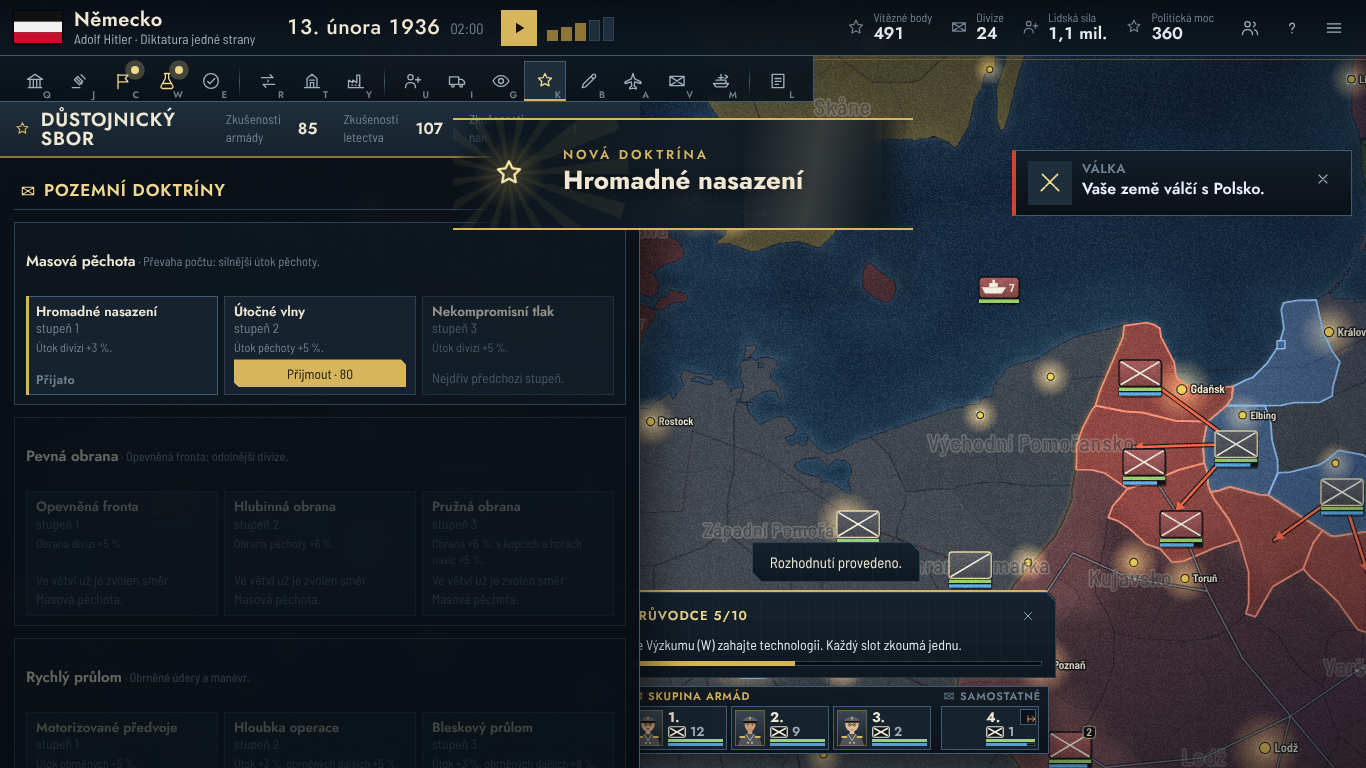 Německo
Adolf Hitler · Diktatura jedné strany
13. února 1936 02:00
Vítězné body
491
Divize
24
Lidská síla
1,1 mil.
Politická moc
360
?
Q J C W E R T Y U I G K B A V M L
DŮSTOJNICKÝ
SBOR
Zkušenosti
armády
85
Zkušenosti
letectva
107
NOVÁ DOKTRÍNA
Hromadné nasazení
VÁLKA
Vaše země válčí s Polsko.
POZEMNÍ DOKTRÍNY
Masová pěchota · Převaha počtu: silnější útok pěchoty.
Hromadné nasazení
stupeň 1
Útok divizí +3 %.
Přijato
Útočné vlny
stupeň 2
Útok pěchoty +5 %.
Přijmout · 80
Nekompromisní tlak
stupeň 3
Útok divizí +5 %.
Nejdřív předchozí stupeň.
Pevná obrana · Opevněná fronta: odolnější divize.
Opevněná fronta
stupeň 1
Obrana divizí +5 %.
Ve větvi už je zvolen směr
Masová pěchota.
Hlubinná obrana
stupeň 2
Obrana pěchoty +6 %.
Ve větvi už je zvolen směr
Masová pěchota.
Pružná obrana
stupeň 3
Obrana +6 %, v kopcích a horách
navíc +5 %.
Ve větvi už je zvolen směr
Masová pěchota.
Rychlý průlom · Obrněné údery a manévr.
Motorizované předvoje
stupeň 1
Hloubka operace
stupeň 2
Bleskový průlom
stupeň 3
Skåne
7
Gdaňsk
Elbing
Rostock
Východní Pomořansko
Kujavsko
Toruň
Poznaň
Lodž
Lodž
2
Rozhodnutí provedeno.
RŮVODCE 5/10
Výzkumu (W) zahajte technologii. Každý slot zkoumá jednu.
SKUPINA ARMÁD
SAMOSTATNÉ
1.
12
2.
9
3.
2
4.
1